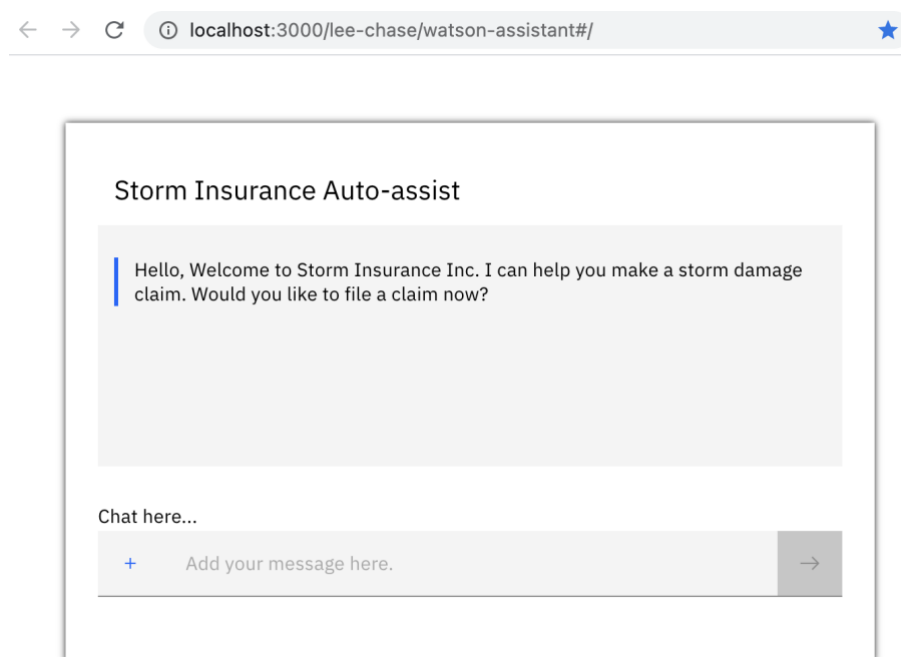 localhost:3000/lee-chase/watson-assistant#/
Storm Insurance Auto-assist
Hello, Welcome to Storm Insurance Inc. I can help you make a storm damage
claim. Would you like to file a claim now?
Chat here...
+ Add your message here.